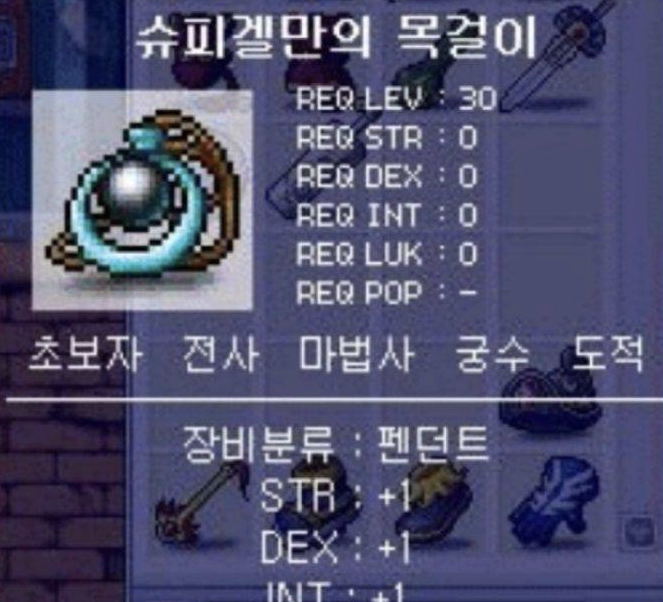 슈피겔만의 목걸이
REQ LEV : 30
REQ STR : 0
REQ DEX : 0
REQ INT : 0
REQ LUK : 0
REQ POP : -
초보자 전사 마법사 궁수 도적
장비분류 : 펜던트
STR : +1
DEX : +1
INT : +1